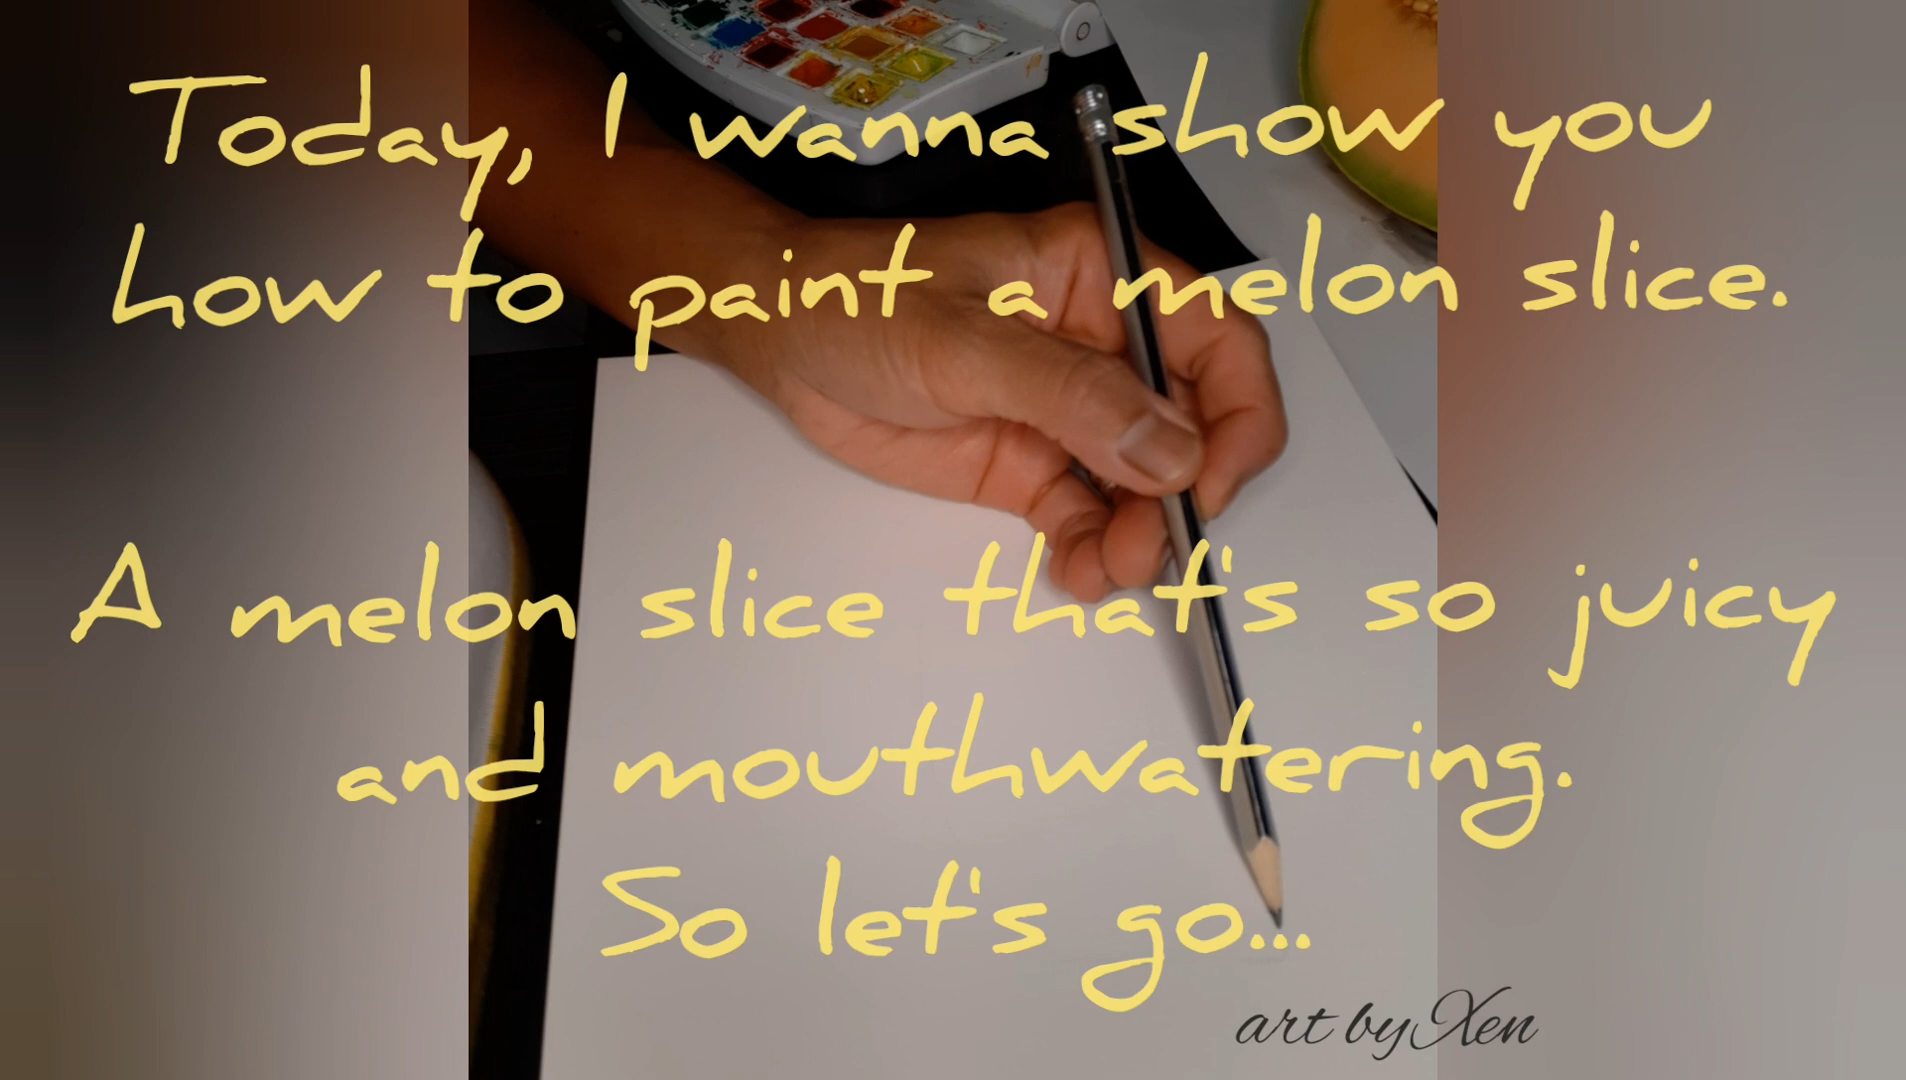 Today, I wanna show you
how to paint a melon slice.
A melon slice that's so juicy
and mouthwatering.
So let's go...
art by Xen